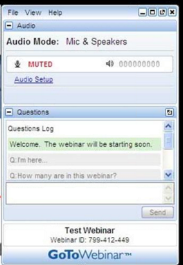 File View Help
Audio
Audio Mode: Mic & Speakers
MUTED 000000000
Audio Setup
Questions
Questions Log
Welcome. The webinar will be starting soon.
Q: I'm here...
Q: How many are in this webinar?
Send
Test Webinar
Webinar ID: 799-412-449
GoToWebinar™